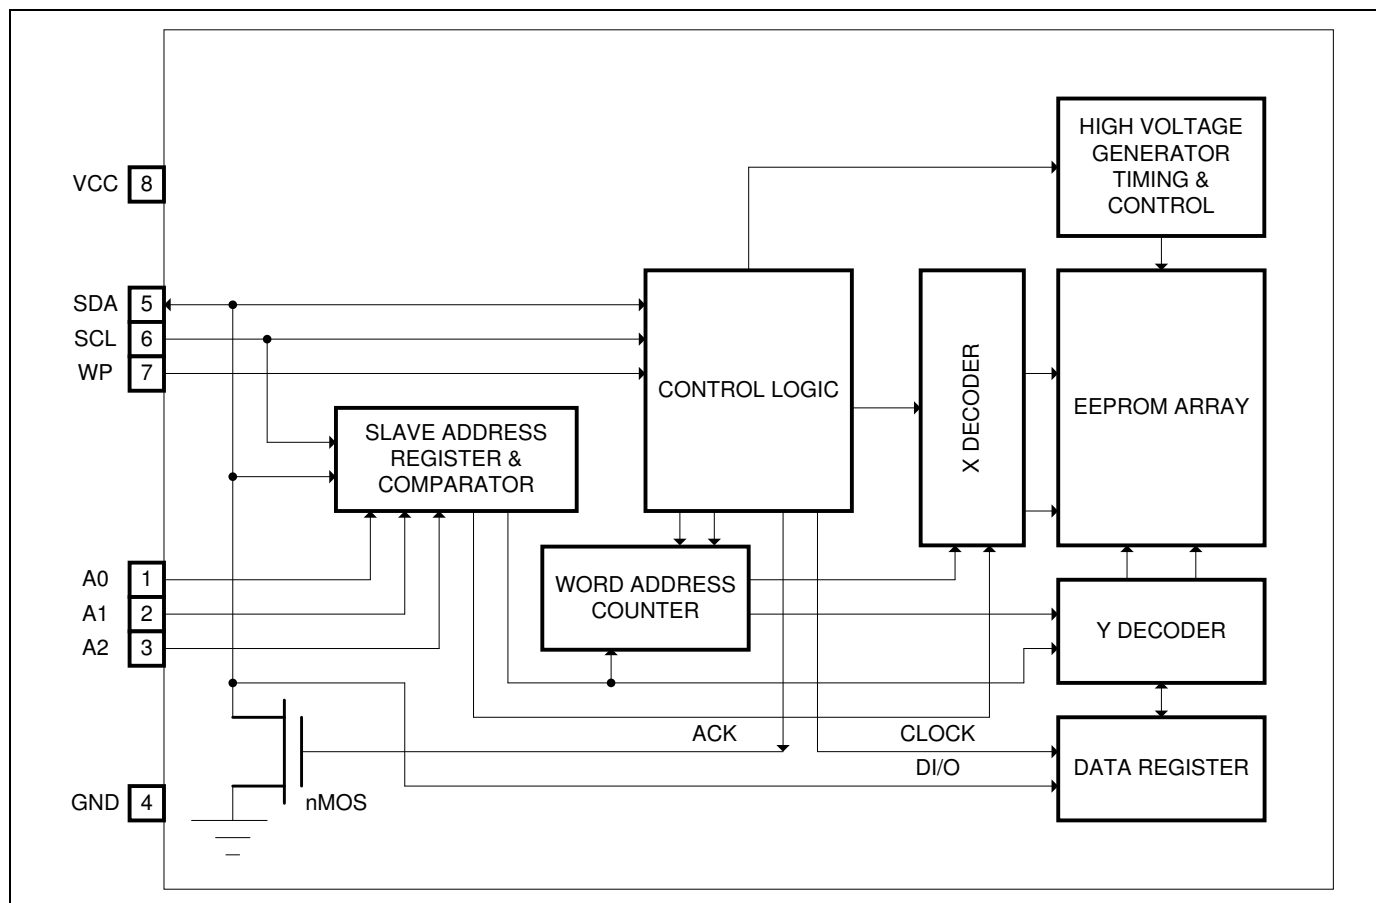 HIGH VOLTAGE
GENERATOR
TIMING &
CONTROL
VCC 8
SDA 5
SCL 6
WP 7
CONTROL LOGIC
X DECODER
EEPROM ARRAY
SLAVE ADDRESS
REGISTER &
COMPARATOR
A0 1
A1 2
A2 3
WORD ADDRESS
COUNTER
Y DECODER
ACK
CLOCK
DI/O
DATA REGISTER
GND 4
nMOS